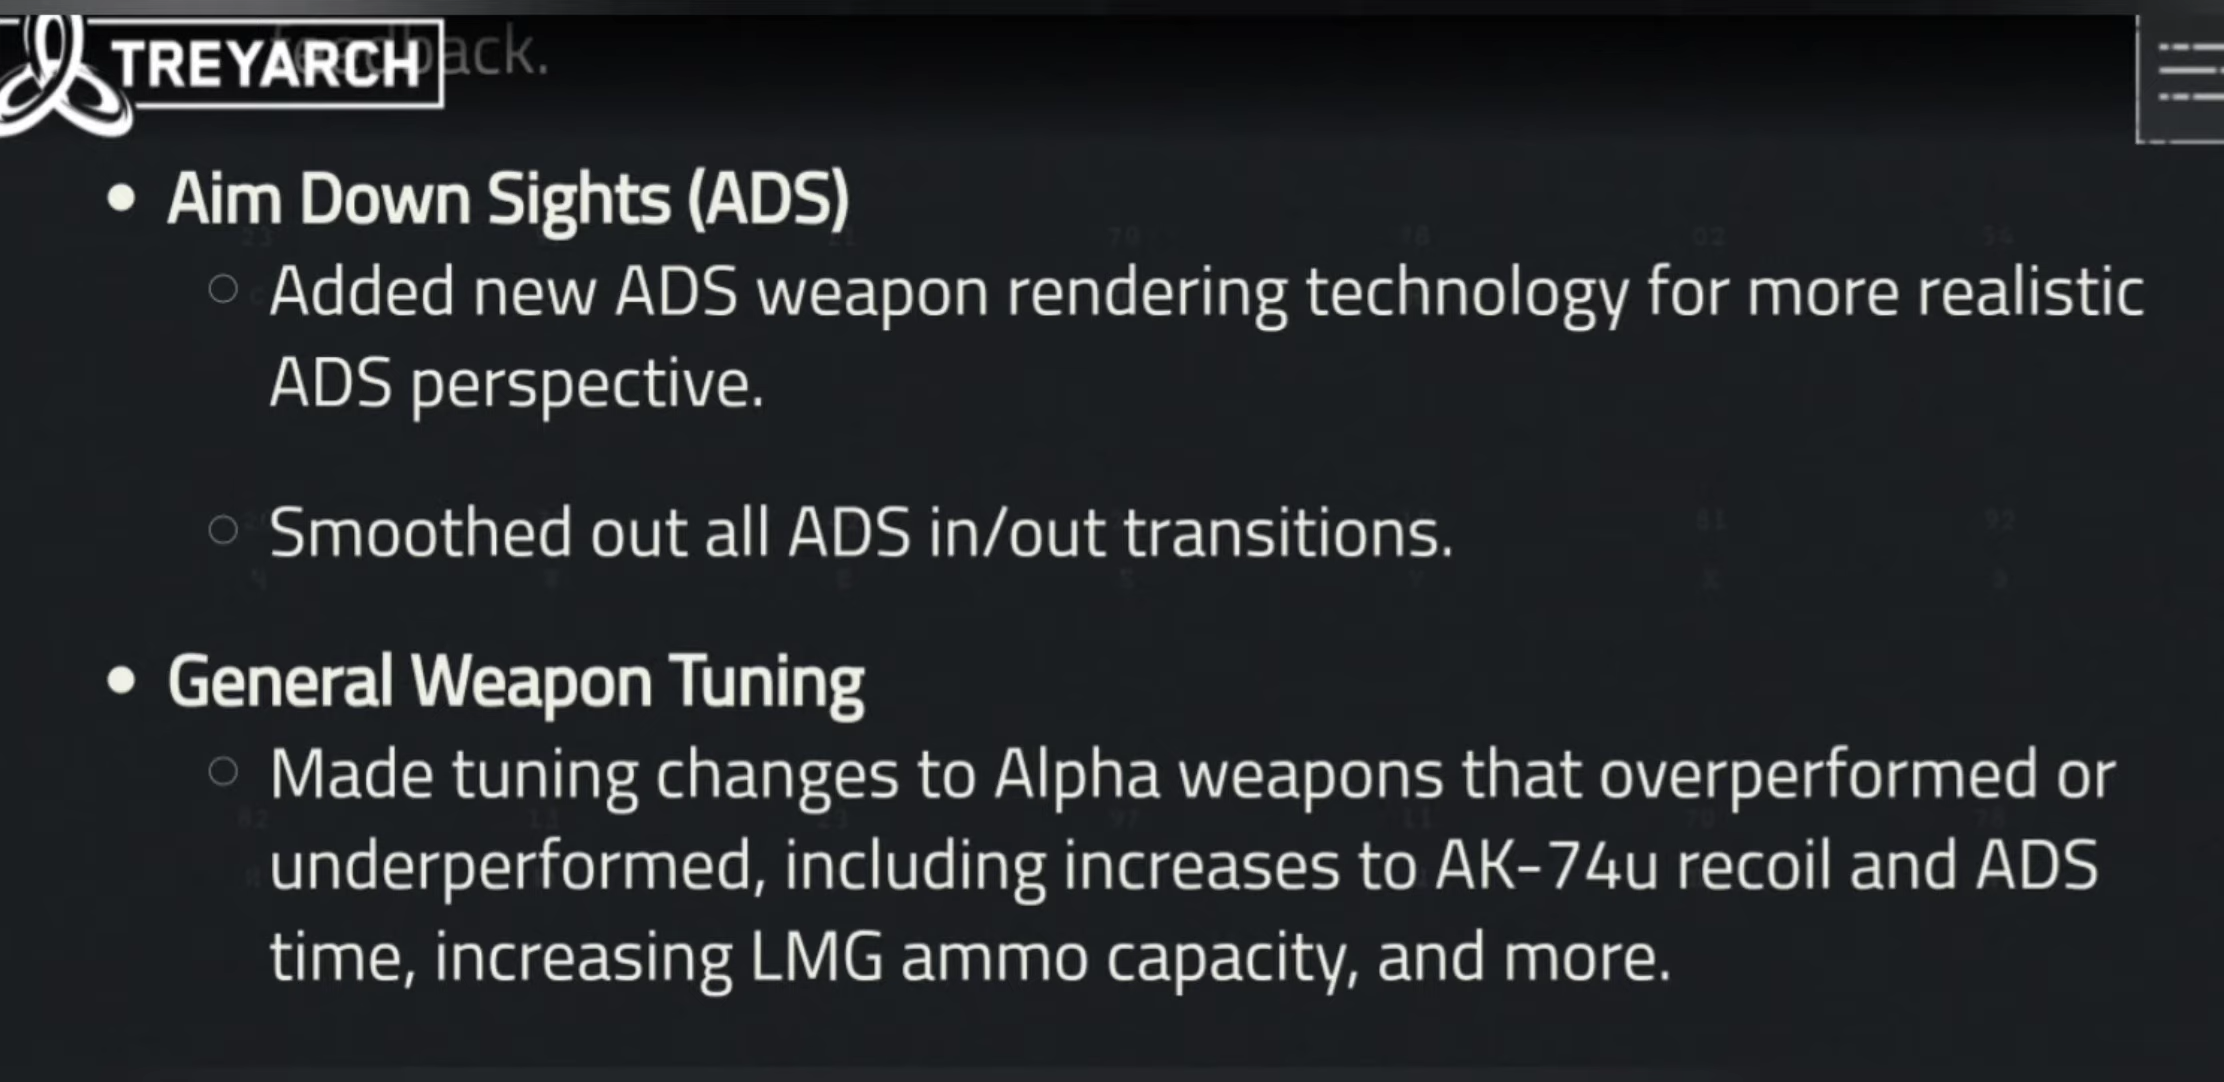 feedback.
TREYARCH
Aim Down Sights (ADS)
Added new ADS weapon rendering technology for more realistic
ADS perspective.
Smoothed out all ADS in/out transitions.
General Weapon Tuning
Made tuning changes to Alpha weapons that overperformed or
underperformed, including increases to AK-74u recoil and ADS
time, increasing LMG ammo capacity, and more.